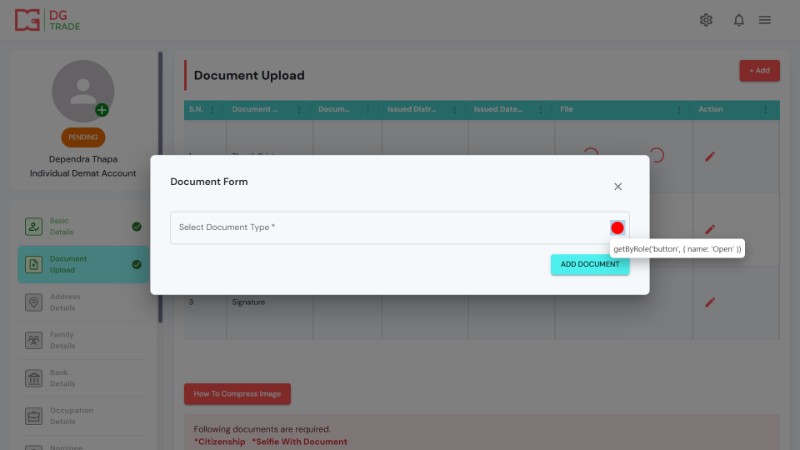 DG
TRADE
PENDING
Dependra Thapa
Individual Demat Account
Basic
Details
Document
Upload
Address
Details
Family
Details
Bank
Details
Occupation
Details
Nominee
Document Upload
+ Add
S.N.
Document ...
Docum...
Issued Distr...
Issued Date...
File
Action
Document Form
Select Document Type *
getByRole('button', { name: 'Open' })
ADD DOCUMENT
3
Signature
How To Compress Image
Following documents are required.
*Citizenship *Selfie With Document